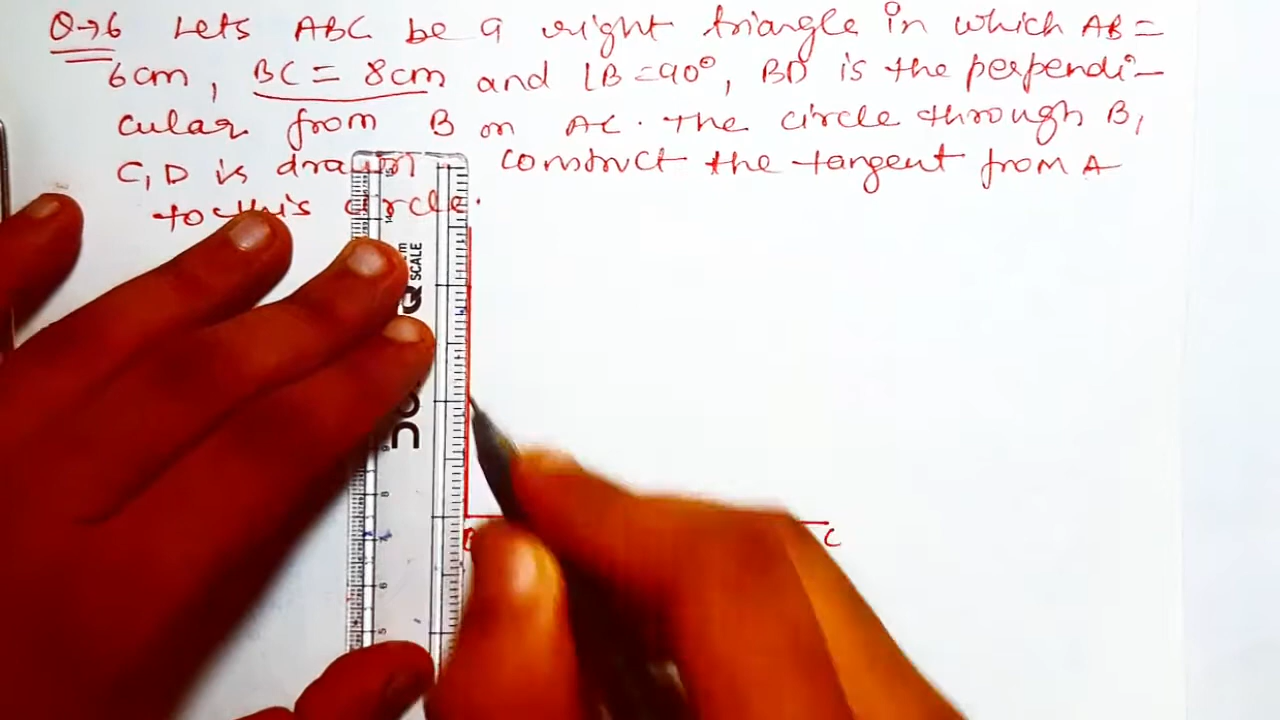 Q→6 Lets ABC be a right triangle in which AB =
6cm, BC = 8cm and ∠B = 90°, BD is the perpendi-
cular from B on AC. The circle through B,
C, D is drawn construct the tangent from A
to this circle.
SCALE
C